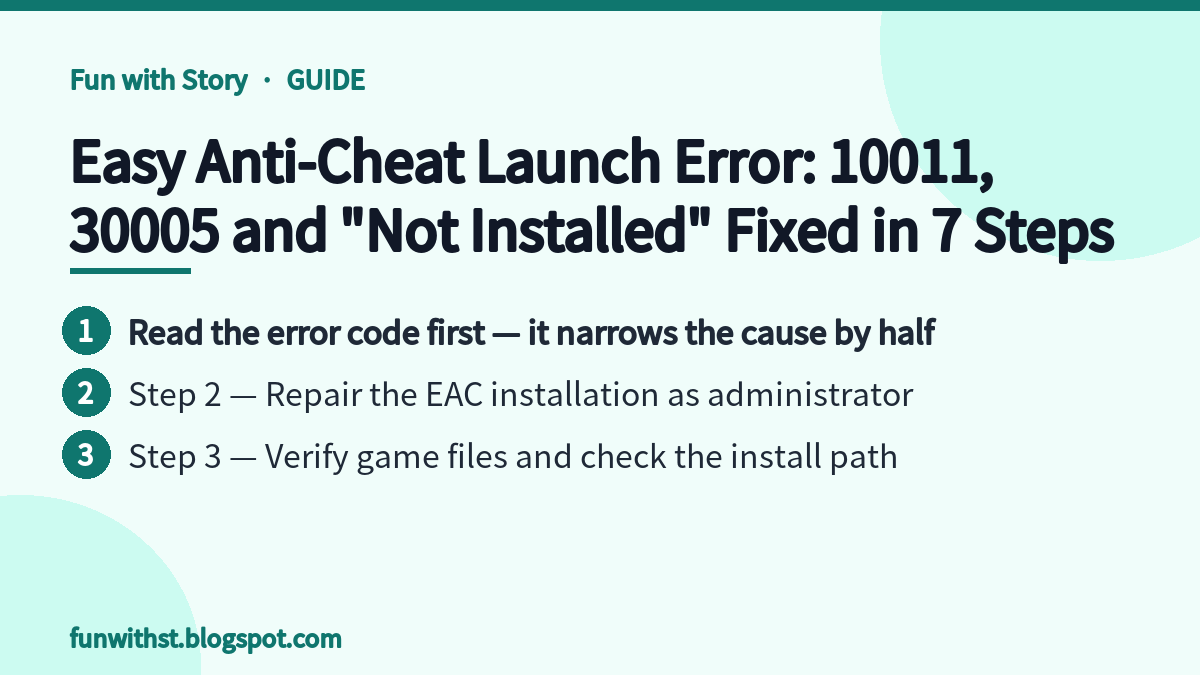 Fun with Story · GUIDE
Easy Anti-Cheat Launch Error: 10011,
30005 and "Not Installed" Fixed in 7 Steps
1 Read the error code first — it narrows the cause by half
2 Step 2 — Repair the EAC installation as administrator
3 Step 3 — Verify game files and check the install path
funwithst.blogspot.com